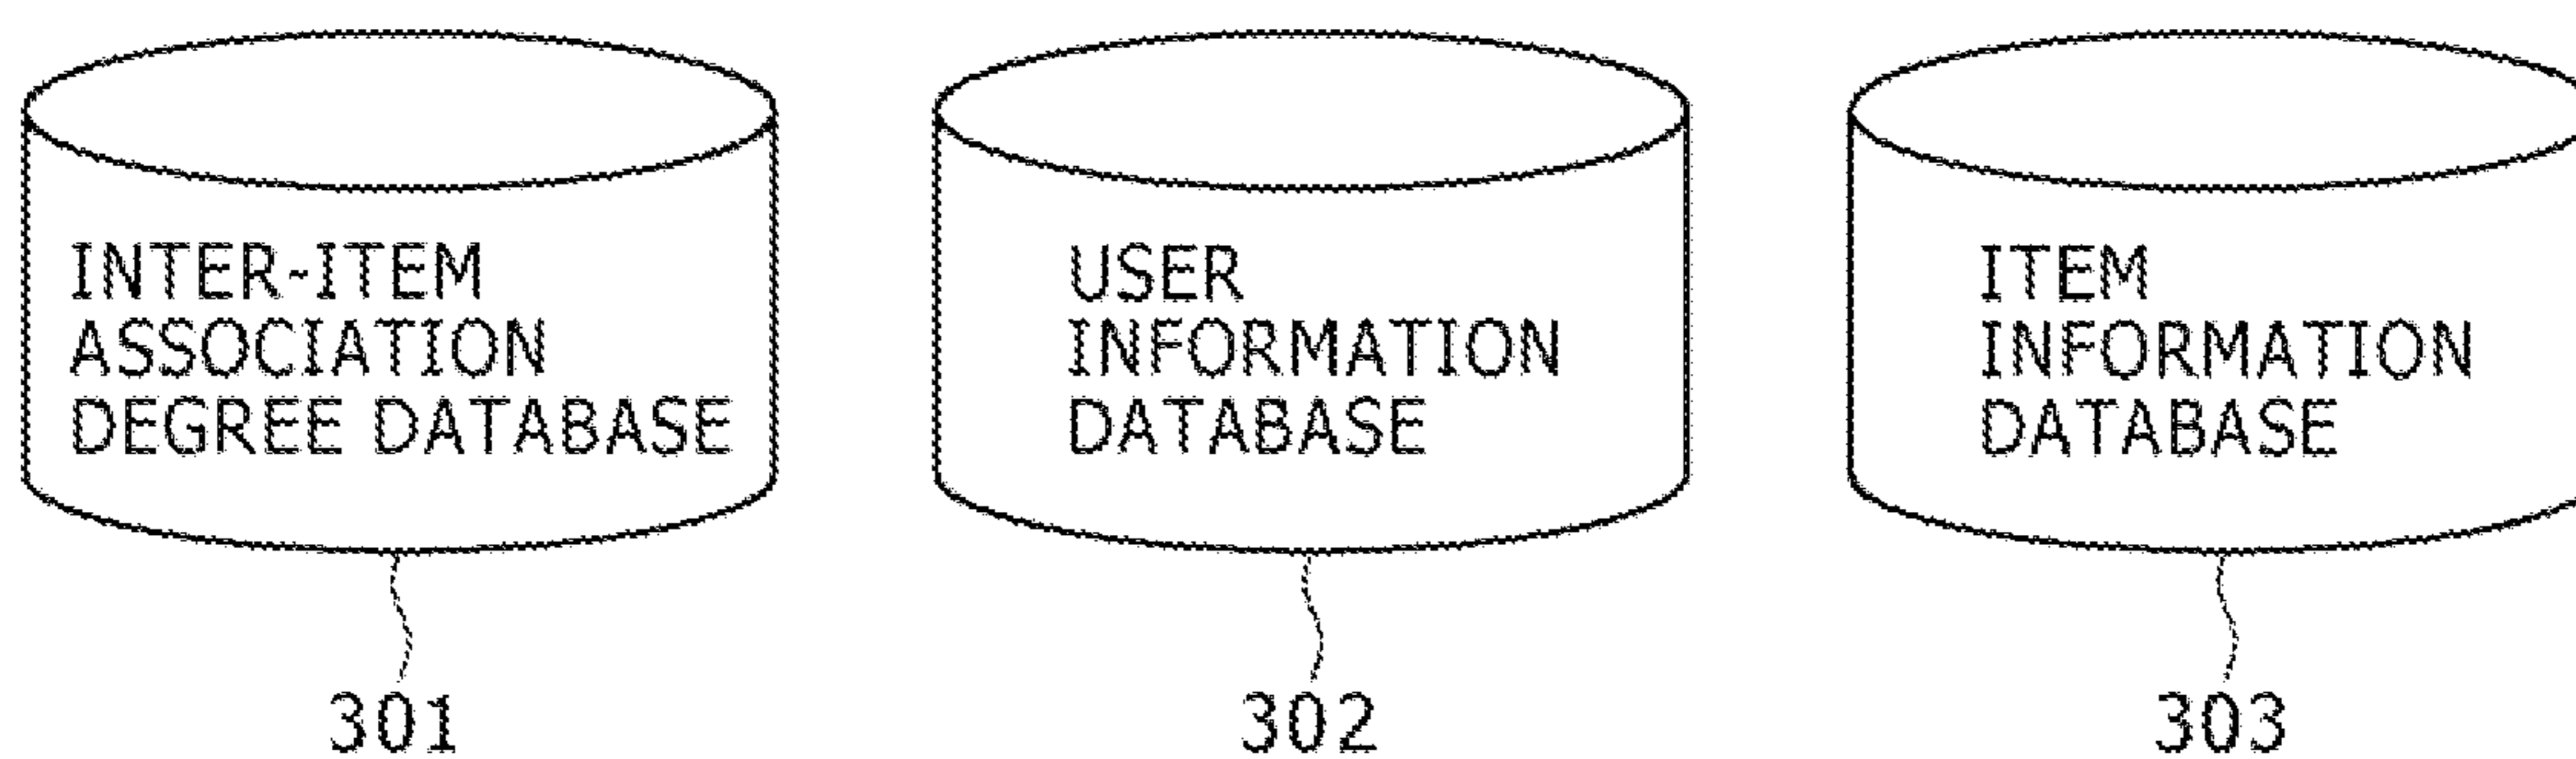 INTER-ITEM
ASSOCIATION
DEGREE DATABASE
301
USER
INFORMATION
DATABASE
302
ITEM
INFORMATION
DATABASE
303